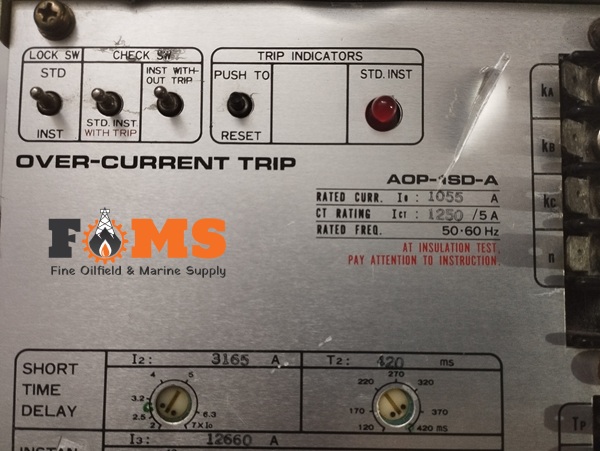 LOCK SW
CHECK SW
TRIP INDICATORS
STD
INST WITH-
OUT TRIP
PUSH TO
STD. INST
INST
STD. INST
WITH TRIP
RESET
OVER-CURRENT TRIP
AOP-1SD-A
RATED CURR. I₀ : 1055 A
CT RATING ICT : 1250 /5 A
RATED FREQ. 50·60 Hz
AT INSULATION TEST,
PAY ATTENTION TO INSTRUCTION.
FOMS
Fine Oilfield & Marine Supply
kA
kB
kC
n
SHORT
TIME
DELAY
I2: 3165 A
T2: 420 ms
4 5
3.2
2.5 6.3
2 7.XIo
270
220 320
170 370
120 420 ms
I3: 12660 A
INSTAN
TP